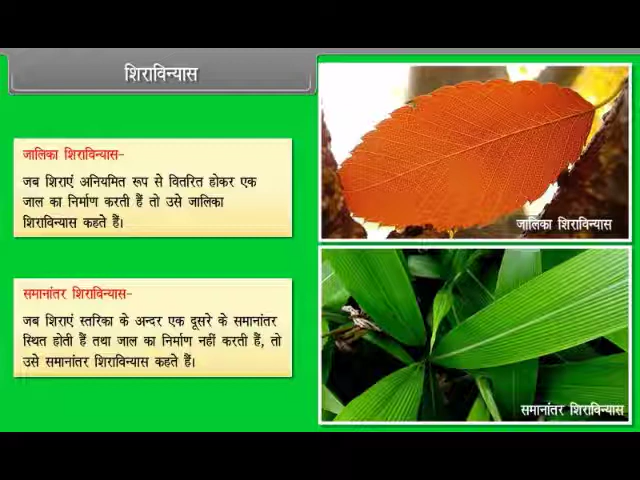 शिराविन्यास
जालिका शिराविन्यास-
जब शिराएं अनियमित रूप से वितरित होकर एक
जाल का निर्माण करती हैं तो उसे जालिका
शिराविन्यास कहते हैं।
जालिका शिराविन्यास
समानांतर शिराविन्यास-
जब शिराएं स्तरिका के अन्दर एक दूसरे के समानांतर
स्थित होती हैं तथा जाल का निर्माण नहीं करती हैं, तो
उसे समानांतर शिराविन्यास कहते हैं।
समानांतर शिराविन्यास